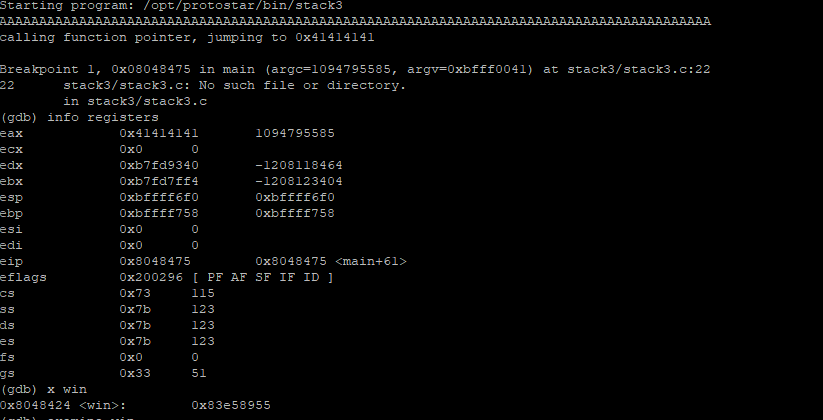 Starting program: /opt/protostar/bin/stack3
AAAAAAAAAAAAAAAAAAAAAAAAAAAAAAAAAAAAAAAAAAAAAAAAAAAAAAAAAAAAAAAAAAAAAAAAAAAAAAAAAAAAAAAAA
calling function pointer, jumping to 0x41414141
Breakpoint 1, 0x08048475 in main (argc=1094795585, argv=0xbfff0041) at stack3/stack3.c:22
22 stack3/stack3.c: No such file or directory.
in stack3/stack3.c
(gdb) info registers
eax 0x41414141 1094795585
ecx 0x0 0
edx 0xb7fd9340 -1208118464
ebx 0xb7fd7ff4 -1208123404
esp 0xbffff6f0 0xbffff6f0
ebp 0xbffff758 0xbffff758
esi 0x0 0
edi 0x0 0
eip 0x8048475 0x8048475 <main+61>
eflags 0x200296 [ PF AF SF IF ID ]
cs 0x73 115
ss 0x7b 123
ds 0x7b 123
es 0x7b 123
fs 0x0 0
gs 0x33 51
(gdb) x win
0x8048424 <win>: 0x83e58955
(gdb) examine win